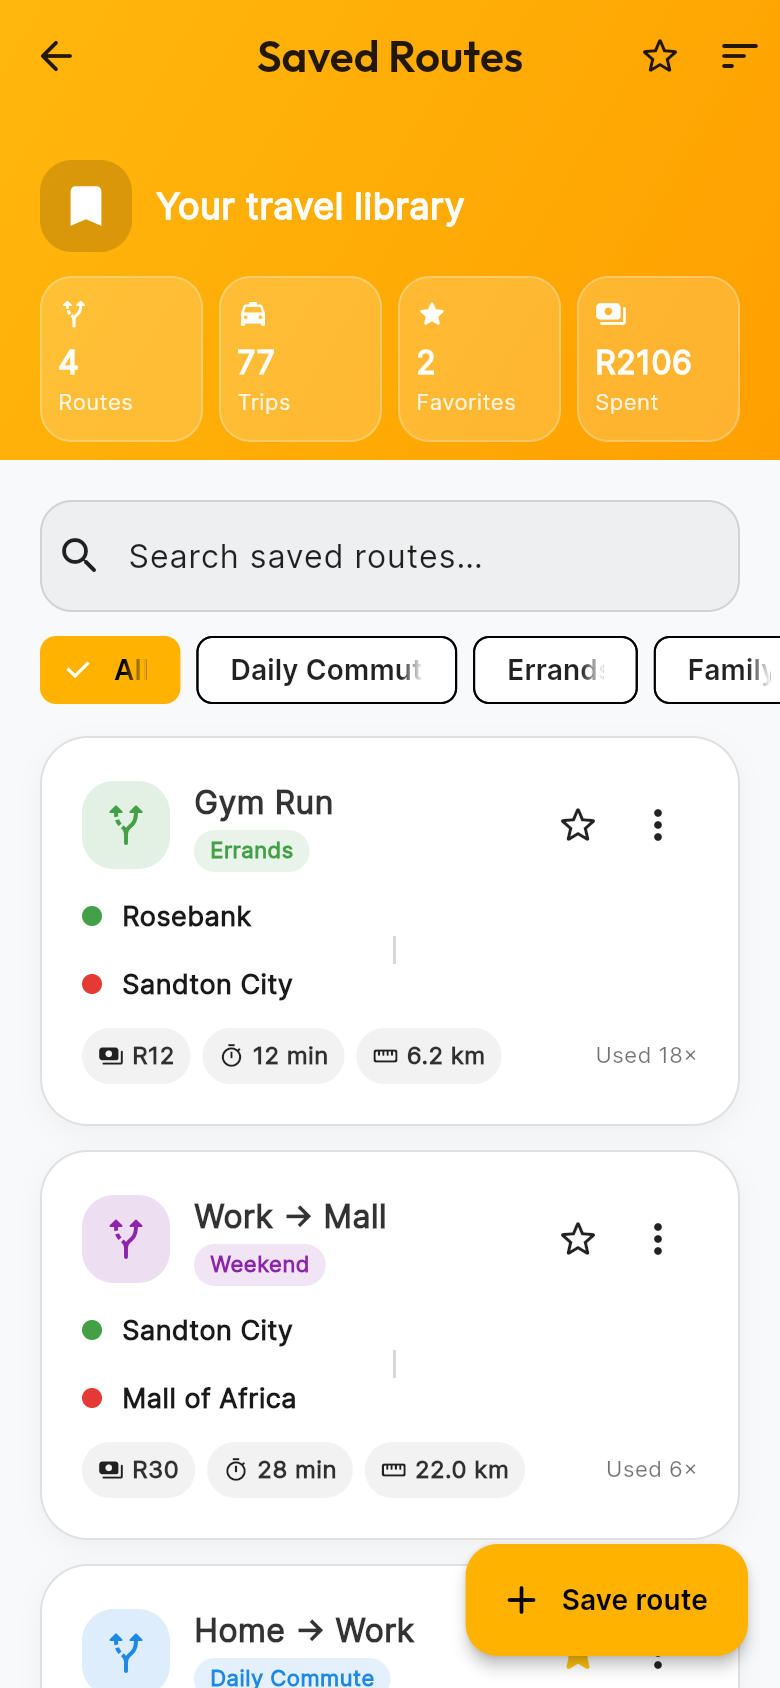 Saved Routes
Your travel library
4
Routes
77
Trips
2
Favorites
R2106
Spent
Search saved routes...
All
Daily Commut
Errands
Family
Gym Run
Errands
Rosebank
Sandton City
R12
12 min
6.2 km
Used 18×
Work → Mall
Weekend
Sandton City
Mall of Africa
R30
28 min
22.0 km
Used 6×
Home → Work
Daily Commute
Save route